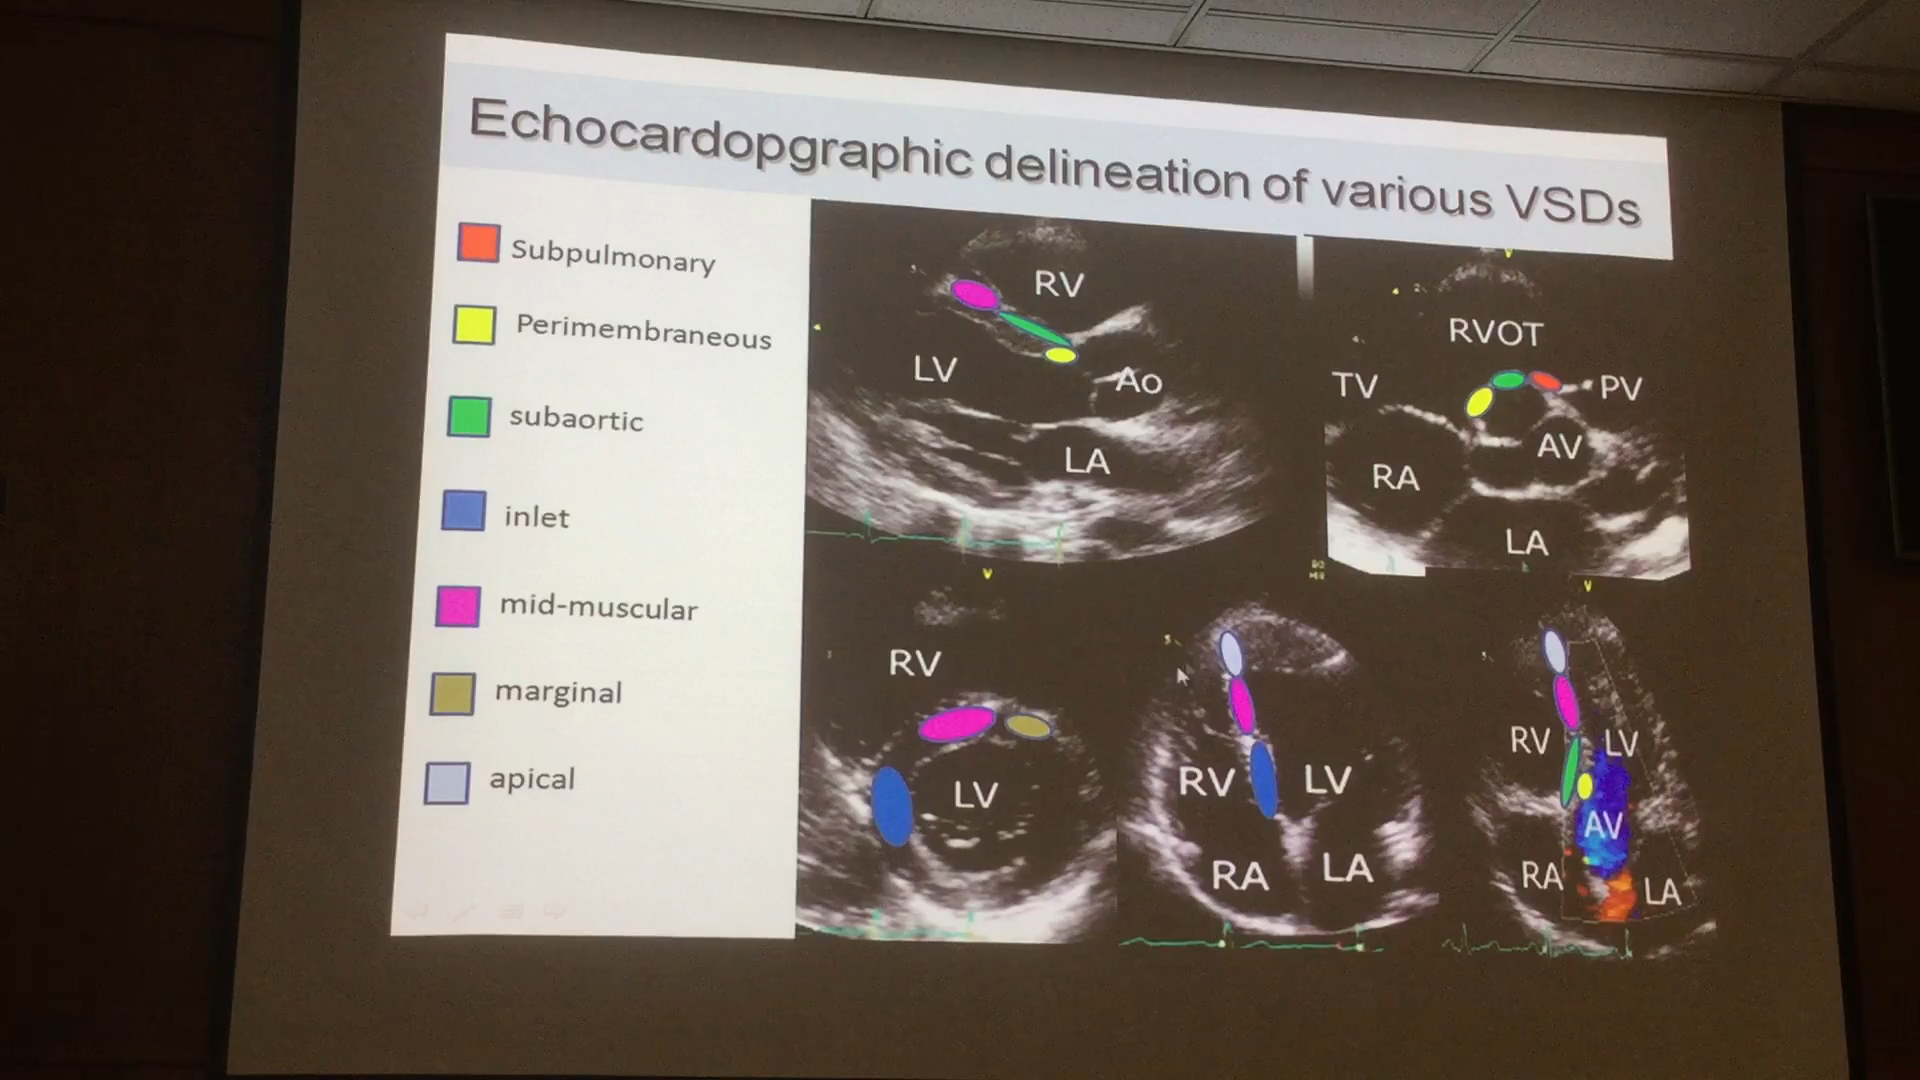 Echocardopgraphic delineation of various VSDs
Subpulmonary
Perimembraneous
subaortic
inlet
mid-muscular
marginal
apical
RV
LV
Ao
LA
RVOT
TV
PV
AV
RA
LA
RV
LV
RV
LV
RA
LA
RV
LV
AV
RA
LA